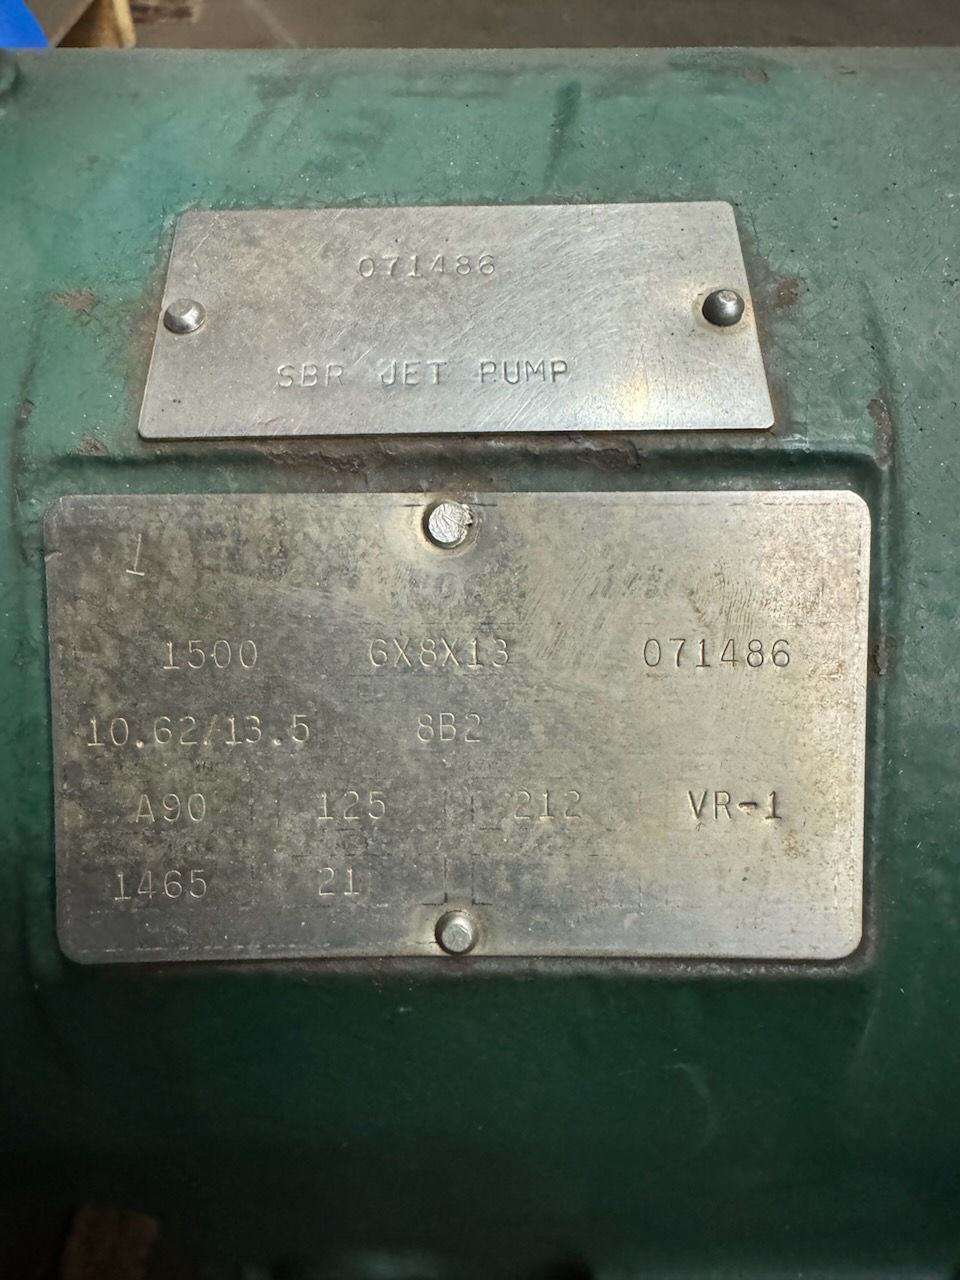 071486
SBR JET PUMP
1
1500 6X8X13 071486
10.62/13.5 8B2
A90 125 212 VR-1
1465 21